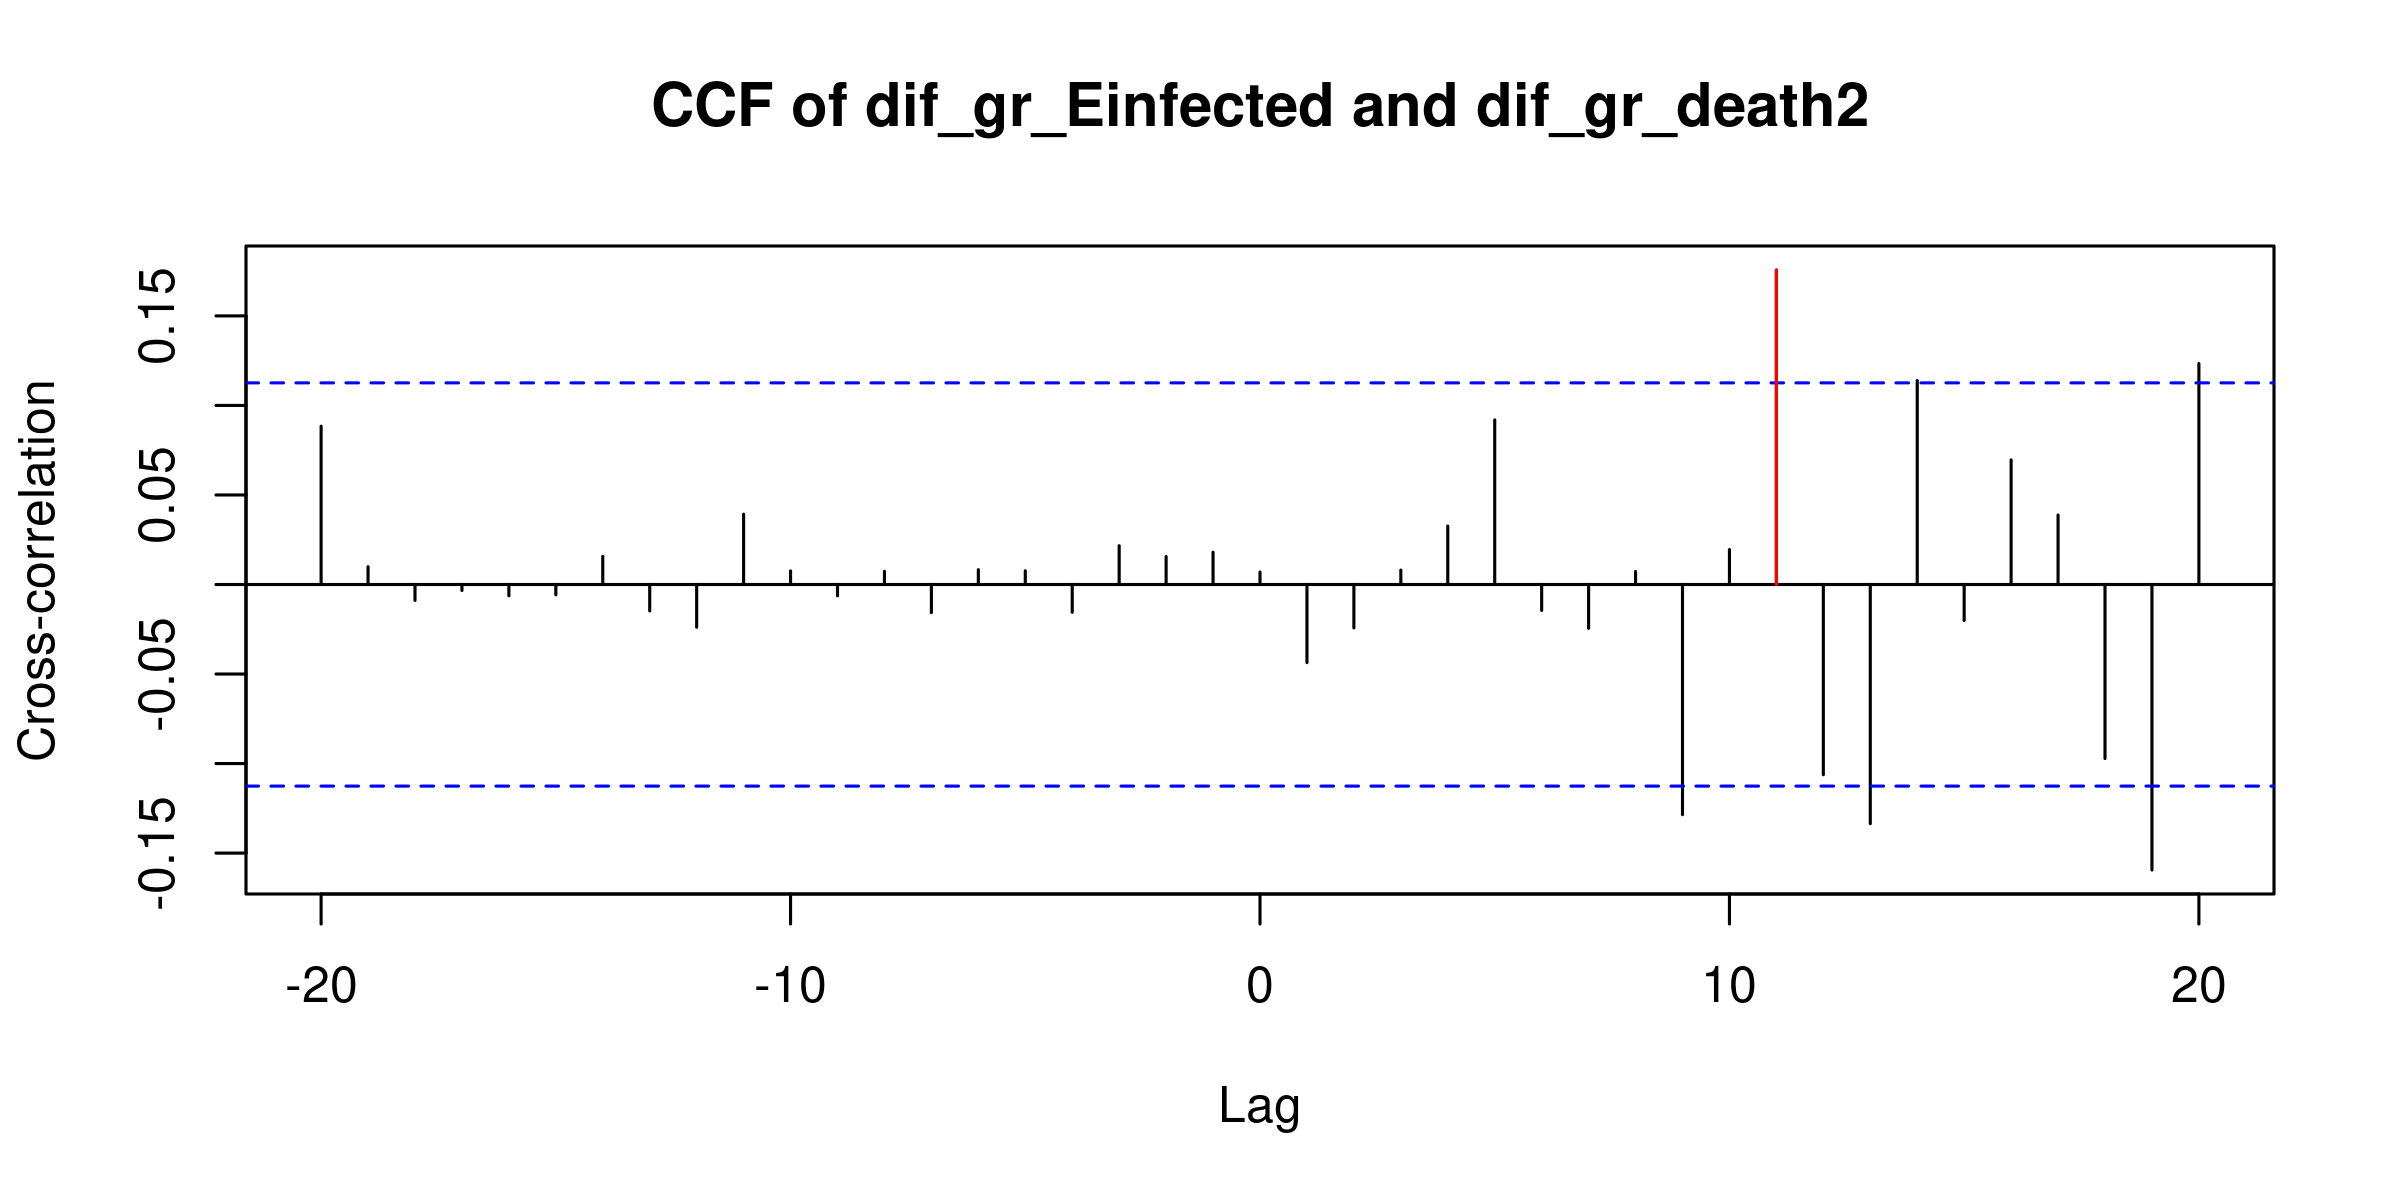 CCF of dif_gr_Einfected and dif_gr_death2
Cross-correlation
0.15
0.05
-0.05
-0.15
-20 -10 0 10 20
Lag